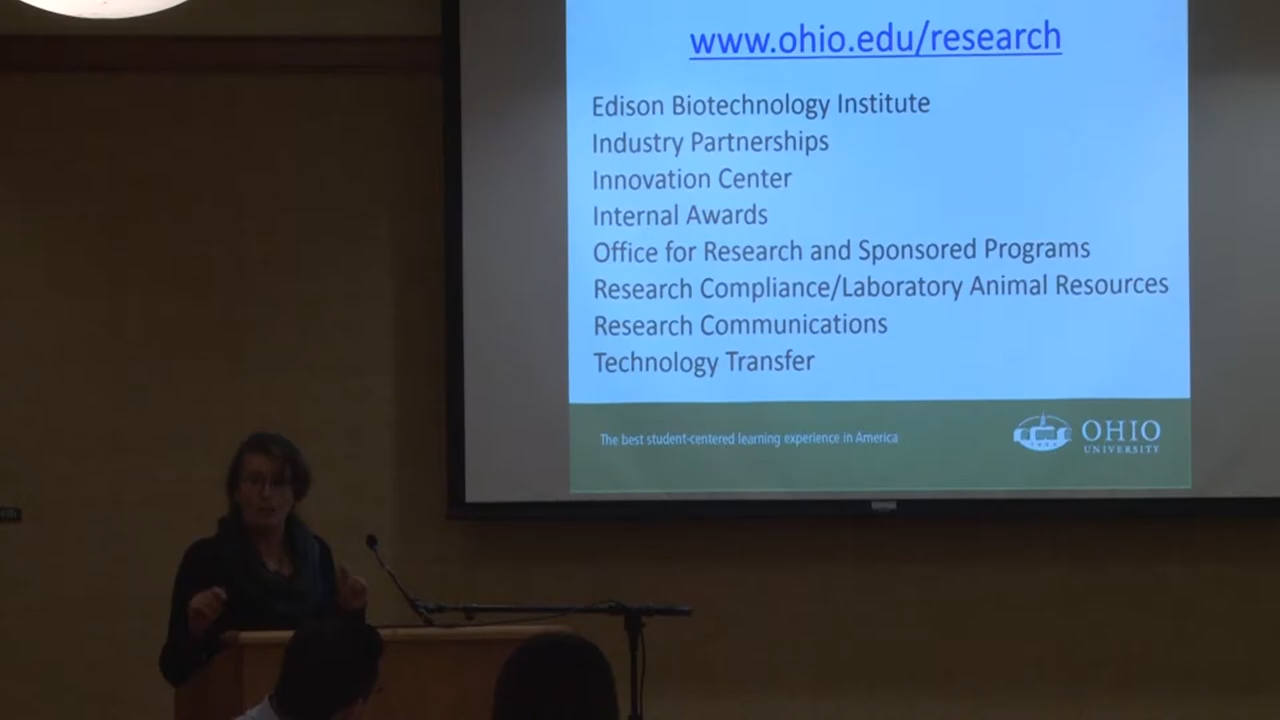 www.ohio.edu/research
Edison Biotechnology Institute
Industry Partnerships
Innovation Center
Internal Awards
Office for Research and Sponsored Programs
Research Compliance/Laboratory Animal Resources
Research Communications
Technology Transfer
The best student-centered learning experience in America
OHIO
UNIVERSITY